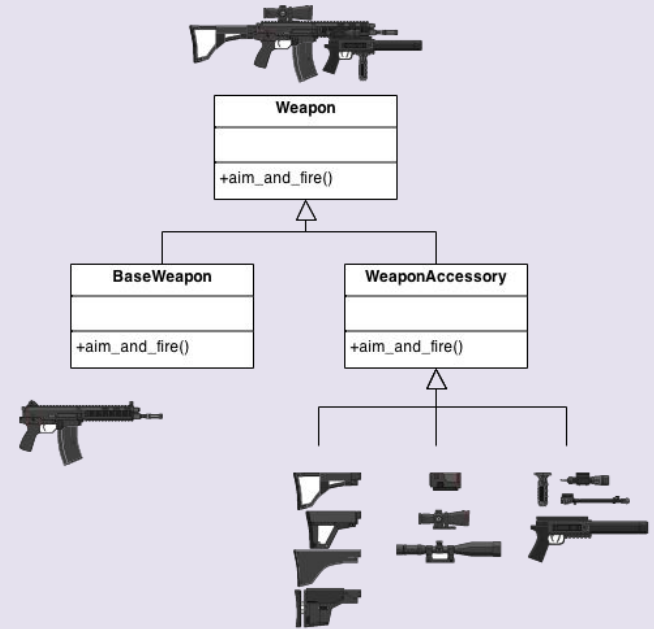 Weapon
+aim_and_fire()
BaseWeapon
WeaponAccessory
+aim_and_fire()
+aim_and_fire()